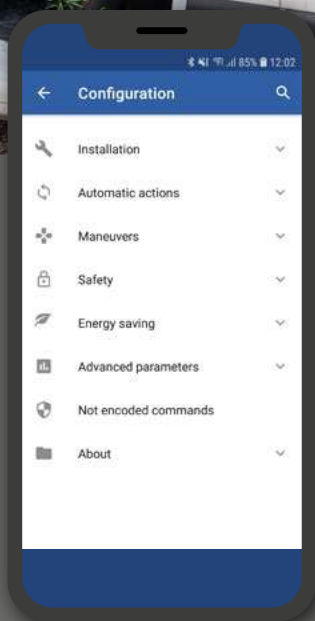 85% 12:02
Configuration
Installation
Automatic actions
Maneuvers
Safety
Energy saving
Advanced parameters
Not encoded commands
About